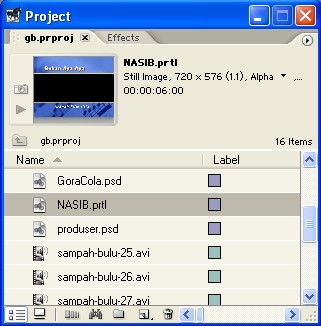 Project
gb.prproj
Effects
NASIB.prtl
Still Image, 720 x 576 (1.1), Alpha ,...
00:00:06:00
gb.prproj
16 Items
Name
Label
GoraCola.psd
NASIB.prtl
produser.psd
sampah-bulu-25.avi
sampah-bulu-26.avi
sampah-bulu-27.avi